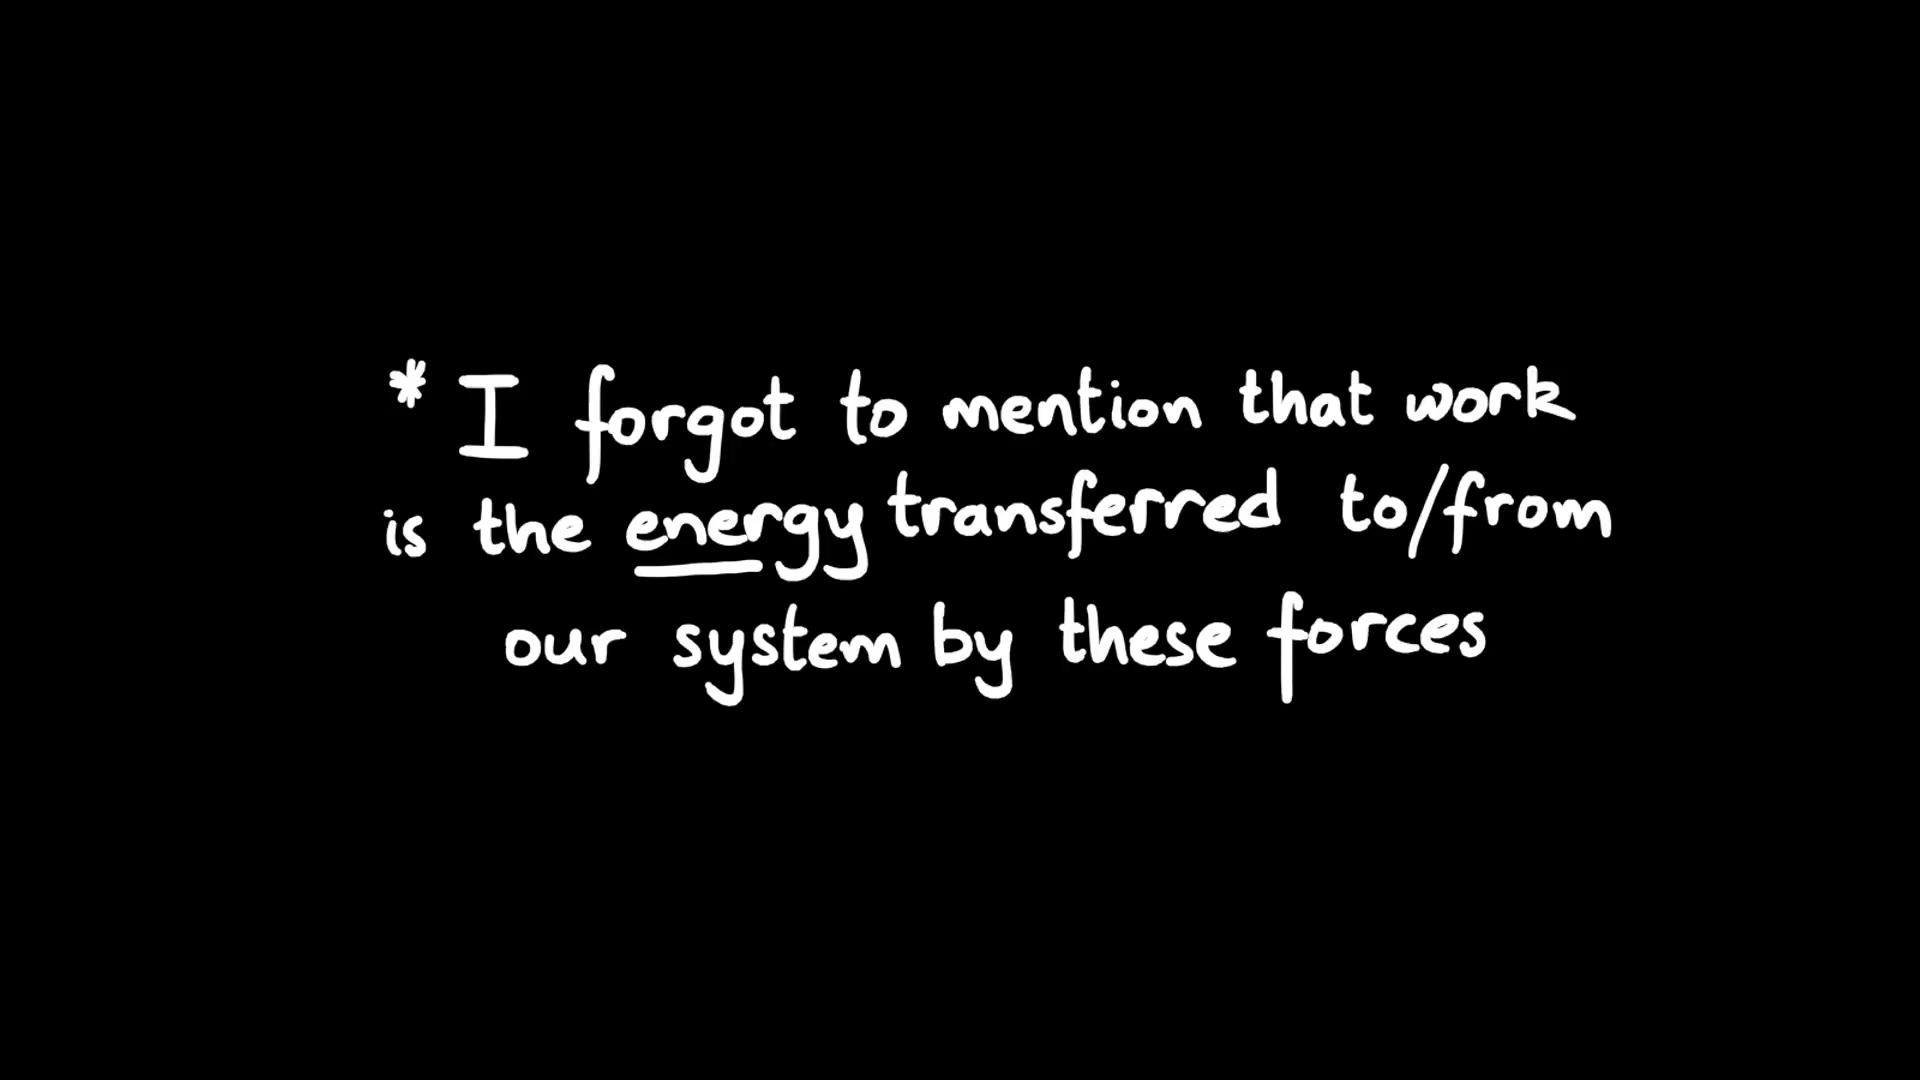 * I forgot to mention that work
is the energy transferred to/from
our system by these forces